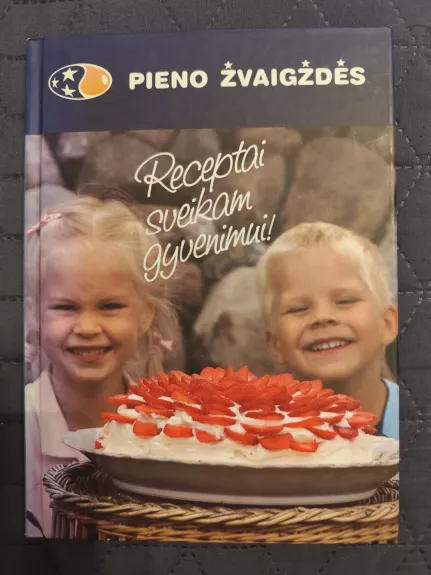 PIENO ŽVAIGŽDĖS
Receptai
sveikam
gyvenimui!